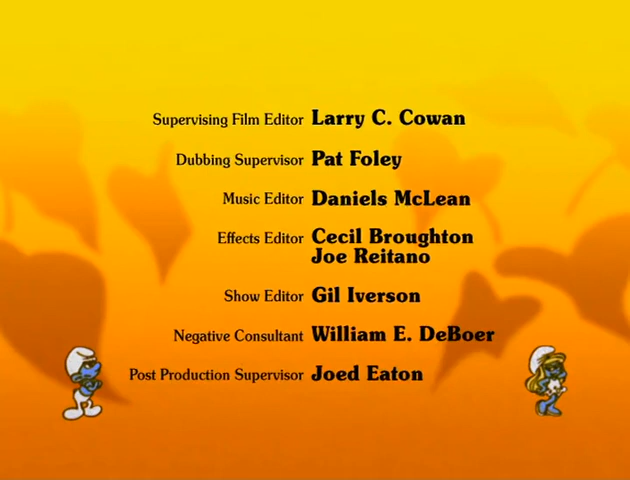 Supervising Film Editor Larry C. Cowan
Dubbing Supervisor Pat Foley
Music Editor Daniels McLean
Effects Editor Cecil Broughton
Joe Reitano
Show Editor Gil Iverson
Negative Consultant William E. DeBoer
Post Production Supervisor Joed Eaton